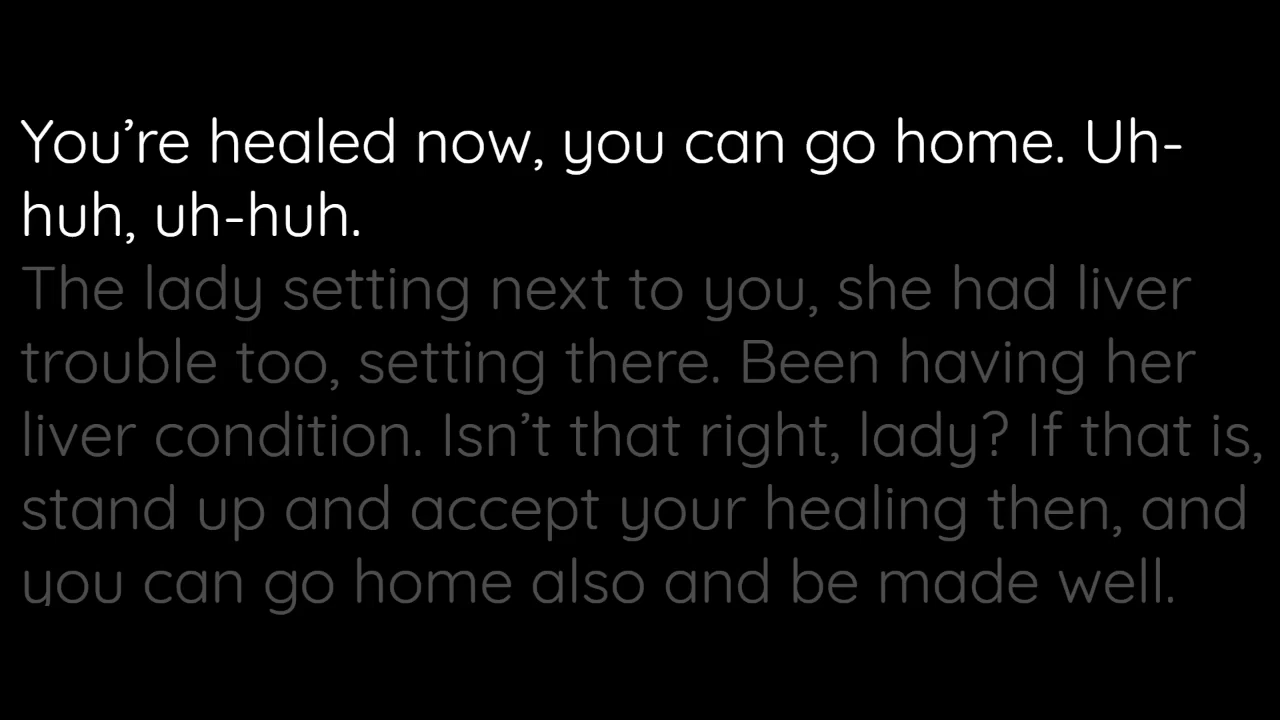 You’re healed now, you can go home. Uh-
huh, uh-huh.
The lady setting next to you, she had liver
trouble too, setting there. Been having her
liver condition. Isn’t that right, lady? If that is,
stand up and accept your healing then, and
you can go home also and be made well.